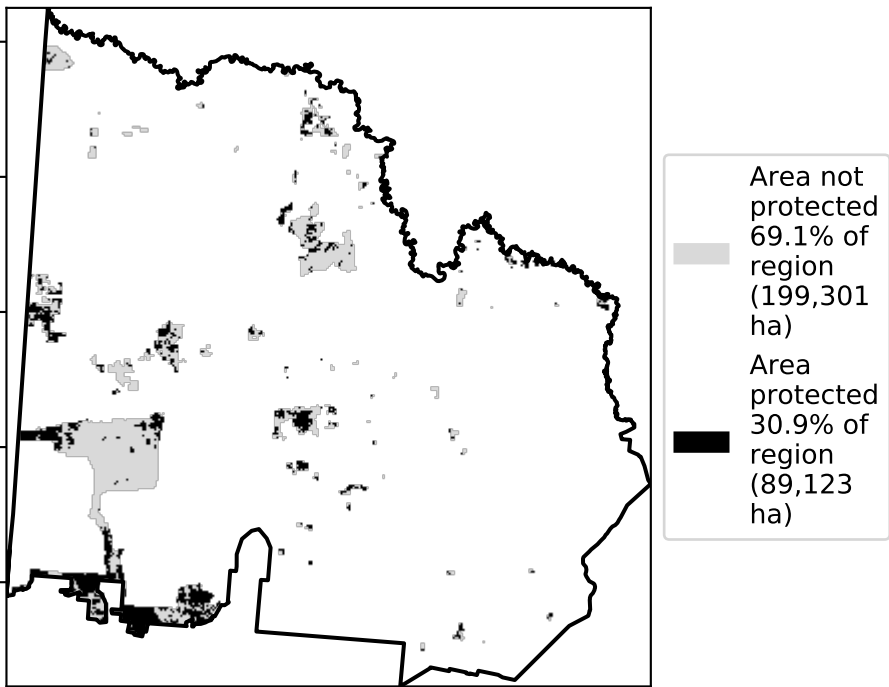 Area not
protected
69.1% of
region
(199,301
ha)
Area
protected
30.9% of
region
(89,123
ha)